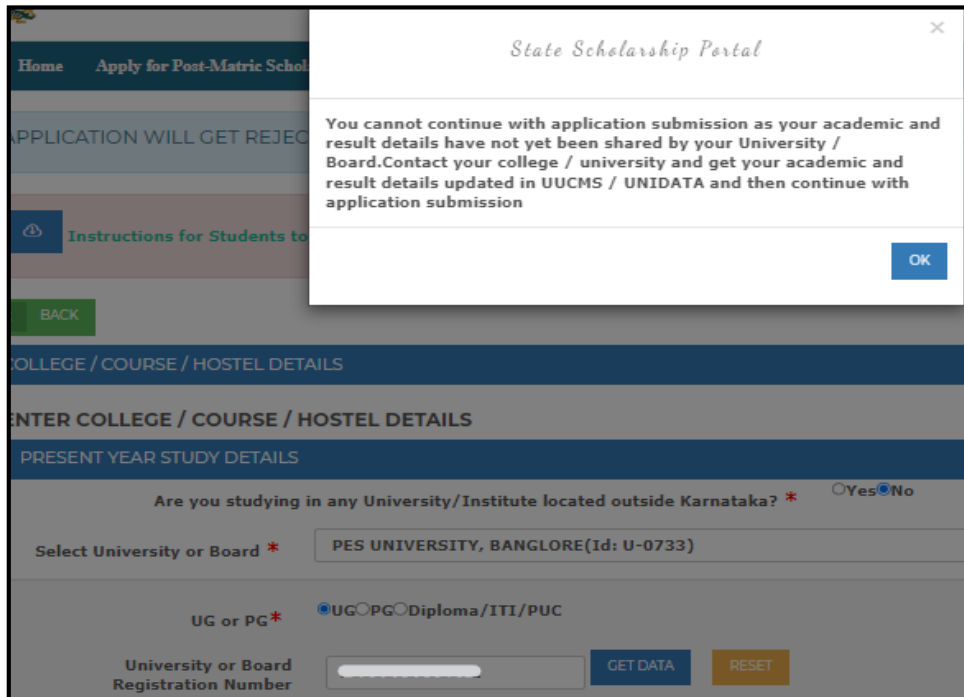 State Scholarship Portal
×
Home Apply for Post-Matric Schol
You cannot continue with application submission as your academic and
result details have not yet been shared by your University /
Board.Contact your college / university and get your academic and
result details updated in UUCMS / UNIDATA and then continue with
application submission
OK
APPLICATION WILL GET REJEC
Instructions for Students to
BACK
COLLEGE / COURSE / HOSTEL DETAILS
ENTER COLLEGE / COURSE / HOSTEL DETAILS
PRESENT YEAR STUDY DETAILS
Are you studying in any University/Institute located outside Karnataka? * Yes No
Select University or Board * PES UNIVERSITY, BANGLORE(Id: U-0733)
UG or PG* UG PG Diploma/ITI/PUC
University or Board
Registration Number
GET DATA RESET